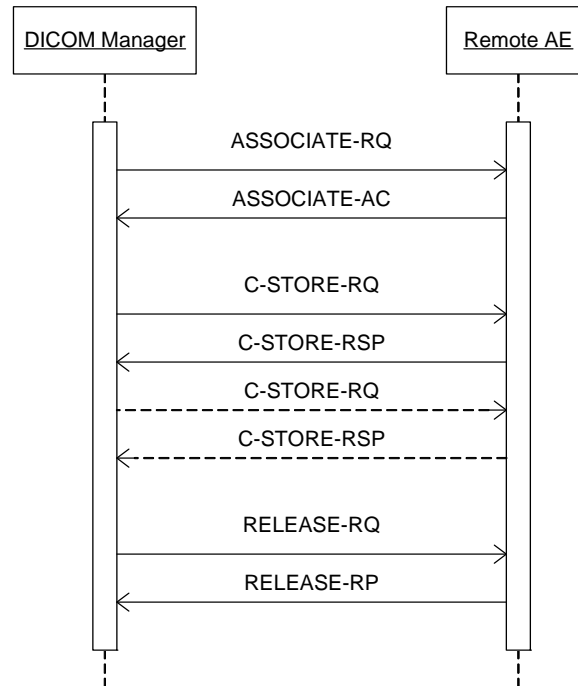 DICOM Manager
Remote AE
ASSOCIATE-RQ
ASSOCIATE-AC
C-STORE-RQ
C-STORE-RSP
C-STORE-RQ
C-STORE-RSP
RELEASE-RQ
RELEASE-RP